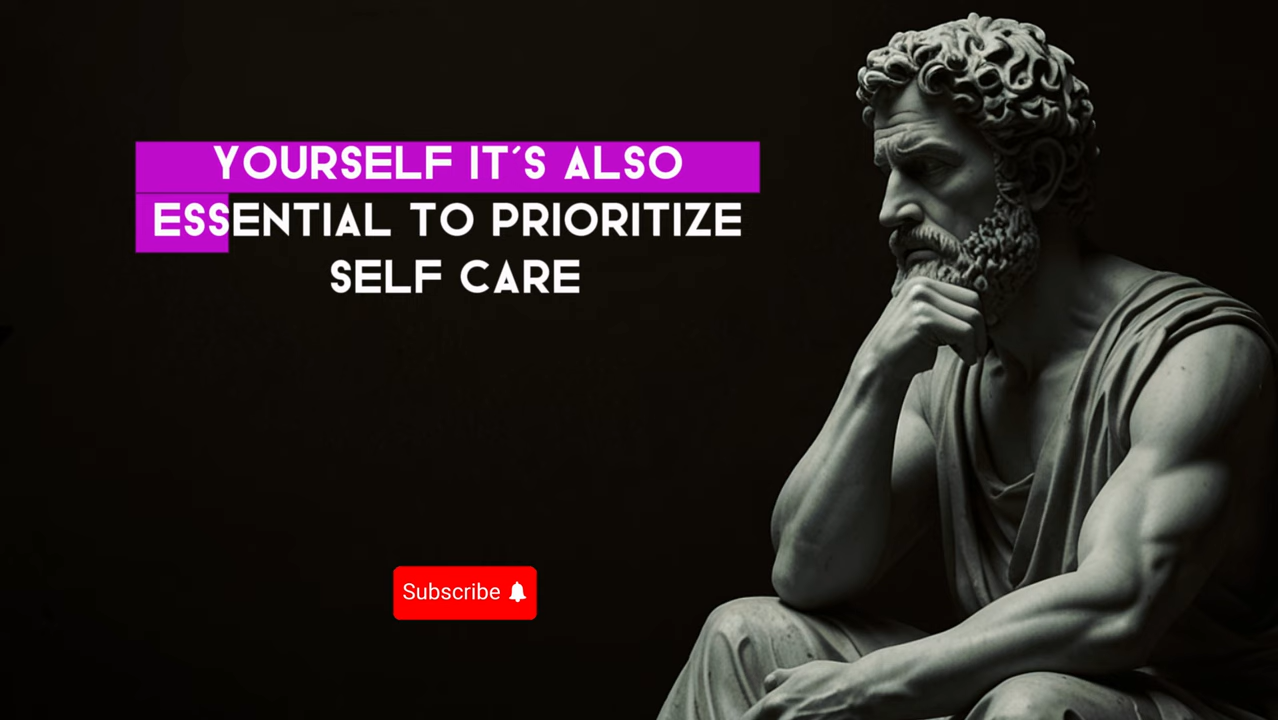 YOURSELF IT'S ALSO
ESSENTIAL TO PRIORITIZE
SELF CARE
Subscribe